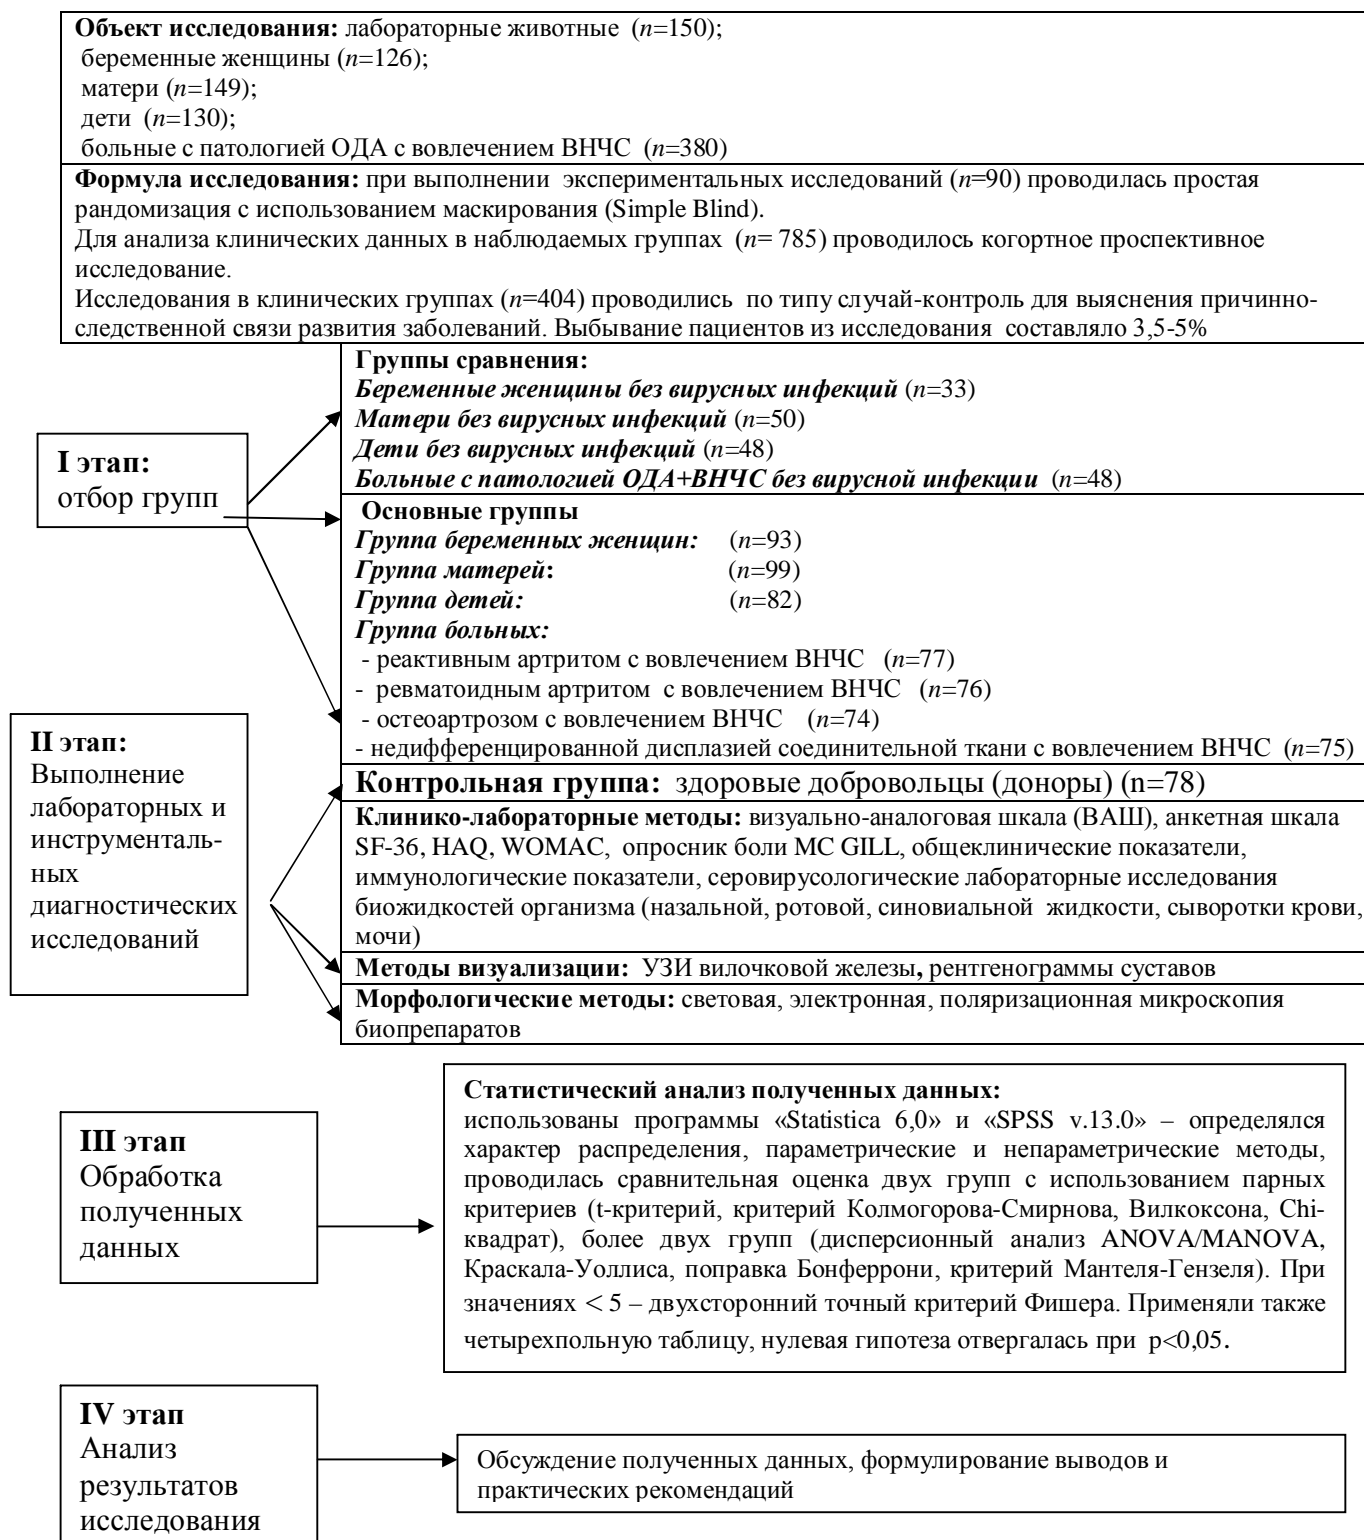 Объект исследования: лабораторные животные (n=150);
беременные женщины (n=126);
матери (n=149);
дети (n=130);
больные с патологией ОДА с вовлечением ВНЧС (n=380)
Формула исследования: при выполнении экспериментальных исследований (n=90) проводилась простая
рандомизация с использованием маскирования (Simple Blind).
Для анализа клинических данных в наблюдаемых группах (n= 785) проводилось когортное проспективное
исследование.
Исследования в клинических группах (n=404) проводились по типу случай-контроль для выяснения причинно-
следственной связи развития заболеваний. Выбывание пациентов из исследования составляло 3,5-5%
I этап:
отбор групп
Группы сравнения:
Беременные женщины без вирусных инфекций (n=33)
Матери без вирусных инфекций (n=50)
Дети без вирусных инфекций (n=48)
Больные с патологией ОДА+ВНЧС без вирусной инфекции (n=48)
Основные группы
Группа беременных женщин: (n=93)
Группа матерей: (n=99)
Группа детей: (n=82)
Группа больных:
- реактивным артритом с вовлечением ВНЧС (n=77)
- ревматоидным артритом с вовлечением ВНЧС (n=76)
- остеоартрозом с вовлечением ВНЧС (n=74)
- недифференцированной дисплазией соединительной ткани с вовлечением ВНЧС (n=75)
Контрольная группа: здоровые добровольцы (доноры) (n=78)
II этап:
Выполнение
лабораторных и
инструменталь-
ных
диагностических
исследований
Клинико-лабораторные методы: визуально-аналоговая шкала (ВАШ), анкетная шкала
SF-36, HAQ, WOMAC, опросник боли MC GILL, общеклинические показатели,
иммунологические показатели, серовирусологические лабораторные исследования
биожидкостей организма (назальной, ротовой, синовиальной жидкости, сыворотки крови,
мочи)
Методы визуализации: УЗИ вилочковой железы, рентгенограммы суставов
Морфологические методы: световая, электронная, поляризационная микроскопия
биопрепаратов
III этап
Обработка
полученных
данных
Статистический анализ полученных данных:
использованы программы «Statistica 6,0» и «SPSS v.13.0» – определялся
характер распределения, параметрические и непараметрические методы,
проводилась сравнительная оценка двух групп с использованием парных
критериев (t-критерий, критерий Колмогорова-Смирнова, Вилкоксона, Chi-
квадрат), более двух групп (дисперсионный анализ ANOVA/MANOVA,
Краскала-Уоллиса, поправка Бонферрони, критерий Мантеля-Гензеля). При
значениях < 5 – двухсторонний точный критерий Фишера. Применяли также
четырехпольную таблицу, нулевая гипотеза отвергалась при p<0,05.
IV этап
Анализ
результатов
исследования
Обсуждение полученных данных, формулирование выводов и
практических рекомендаций